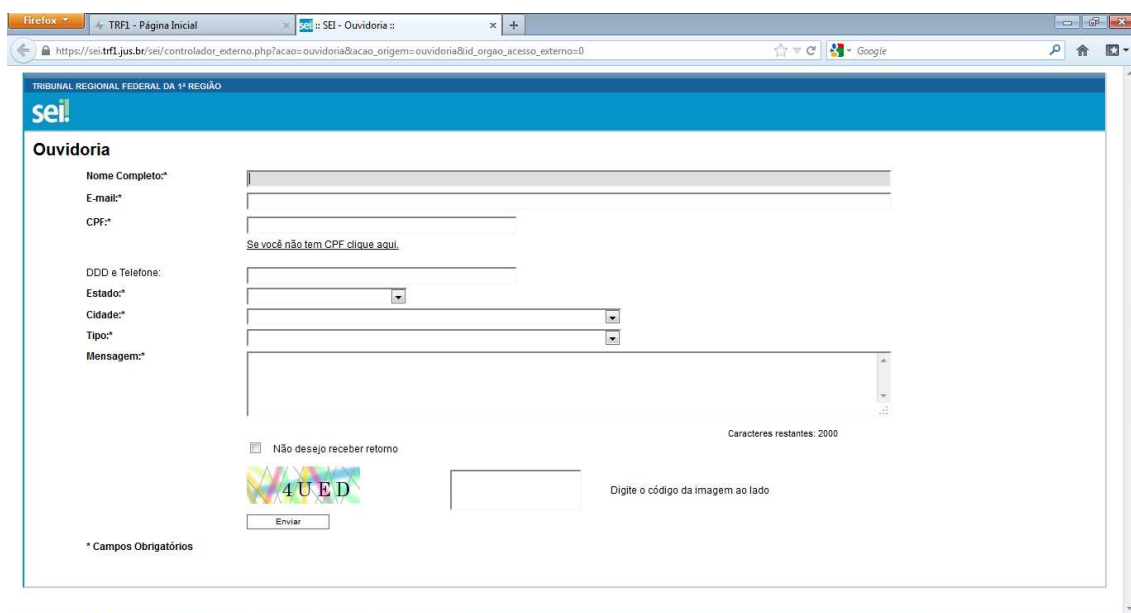 Firefox
TRF1 - Página Inicial
:: SEI - Ouvidoria ::
https://sei.trf1.jus.br/sei/controlador_externo.php?acao=ouvidoria&acao_origem=ouvidoria&id_orgao_acesso_externo=0
Google
TRIBUNAL REGIONAL FEDERAL DA 1ª REGIÃO
sei!
Ouvidoria
Nome Completo:*
E-mail:*
CPF:*
Se você não tem CPF clique aqui.
DDD e Telefone:
Estado:*
Cidade:*
Tipo:*
Mensagem:*
Caracteres restantes: 2000
Não desejo receber retorno
4UED
Digite o código da imagem ao lado
Enviar
* Campos Obrigatórios